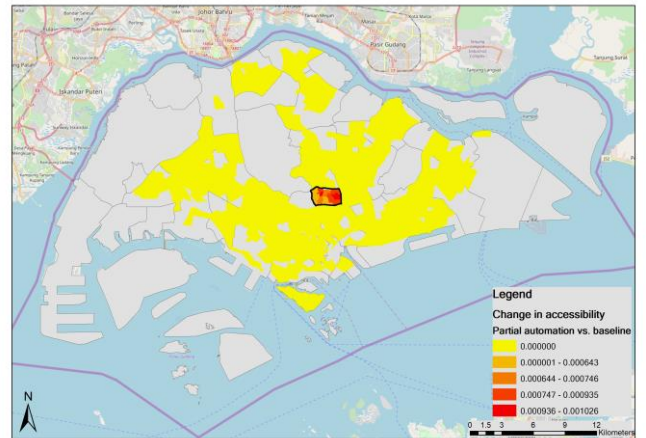 Johor Bahru
Pasir Gudang
Iskandar Puteri
Legend
Change in accessibility
Partial automation vs. baseline
0.000000
0.000001 - 0.000643
0.000644 - 0.000746
0.000747 - 0.000935
0.000936 - 0.001026
N
0 1.5 3 6 9 12
Kilometers